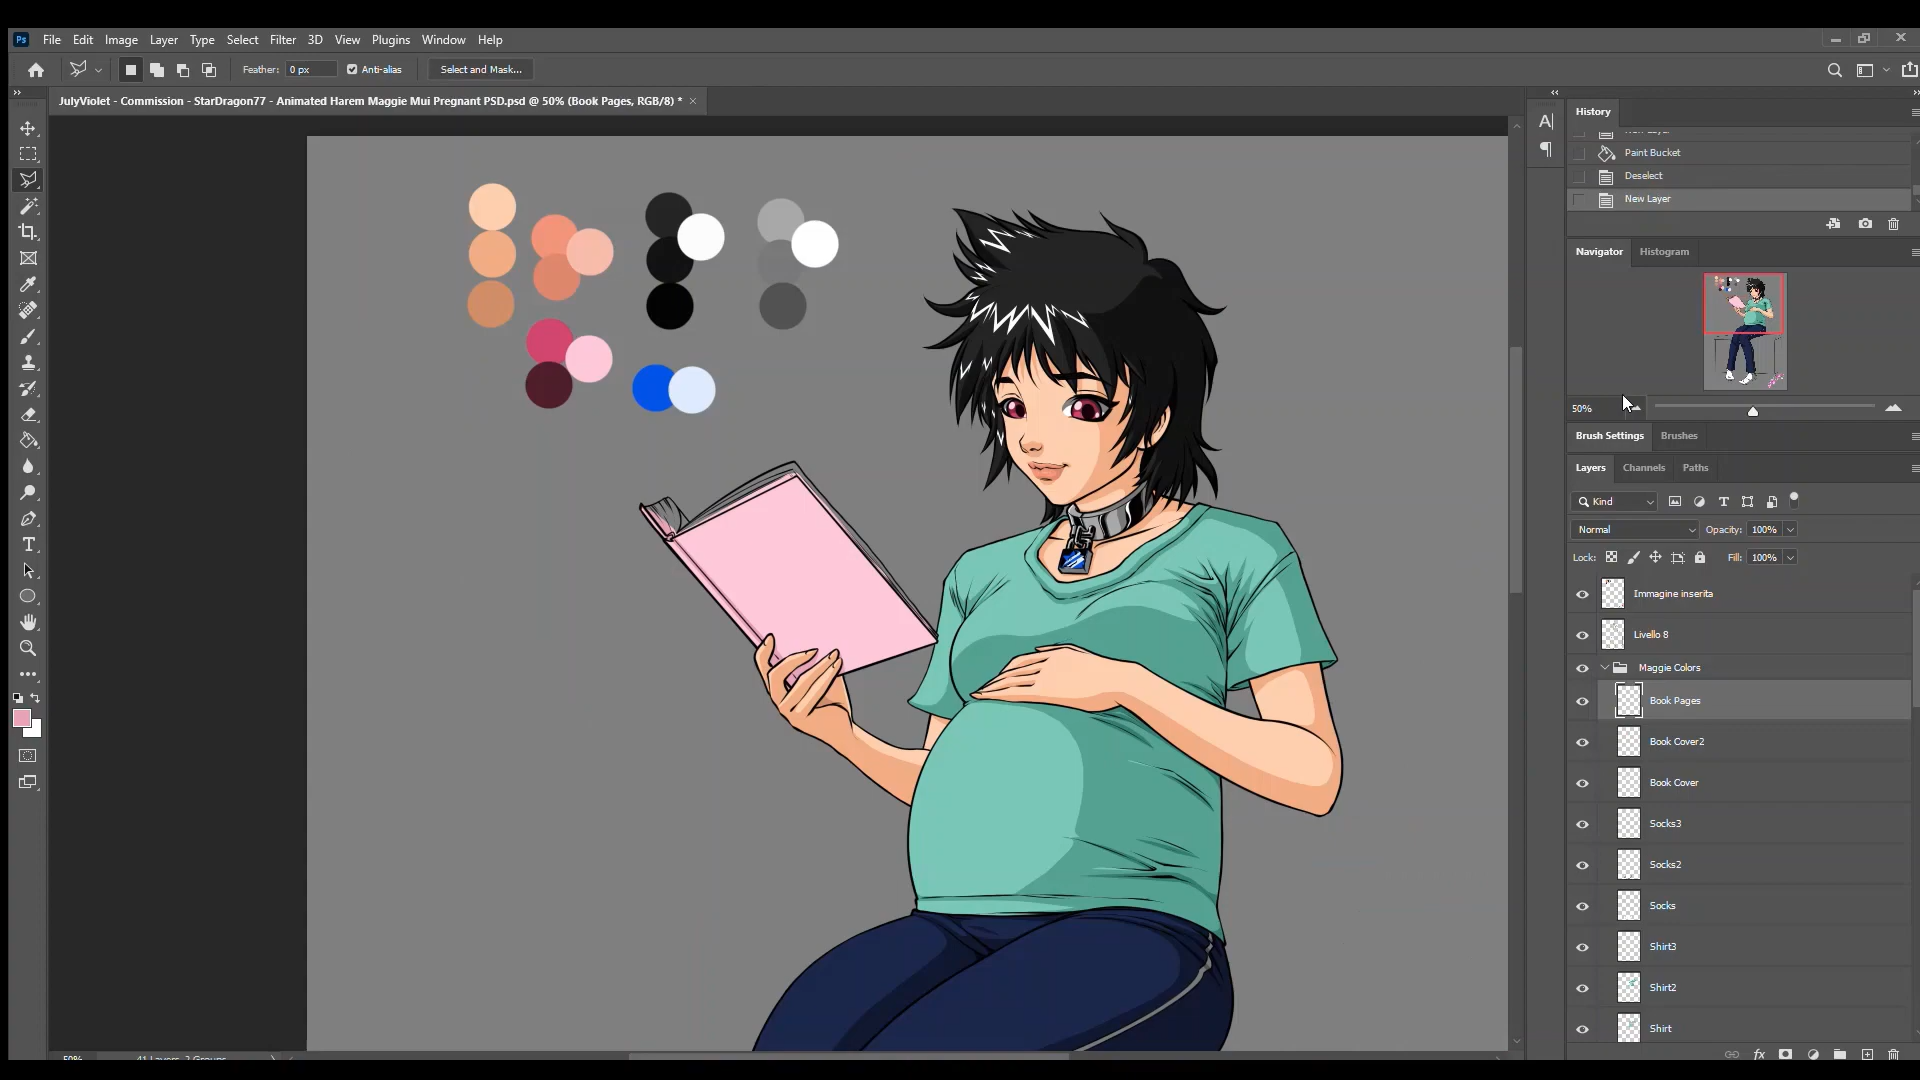 Ps File Edit Image Layer Type Select Filter 3D View Plugins Window Help
Feather: 0 px Anti-alias Select and Mask...
JulyViolet - Commission - StarDragon77 - Animated Harem Maggie Mui Pregnant PSD.psd @ 50% (Book Pages, RGB/8) *
History
New Layer
Paint Bucket
Deselect
New Layer
Navigator Histogram
50%
Brush Settings Brushes
Layers Channels Paths
Kind
Normal Opacity: 100%
Lock: Fill: 100%
Immagine inserita
Livello 8
Maggie Colors
Book Pages
Book Cover2
Book Cover
Socks3
Socks2
Socks
Shirt3
Shirt2
Shirt
50% 41 Layers, 2 Groups
fx